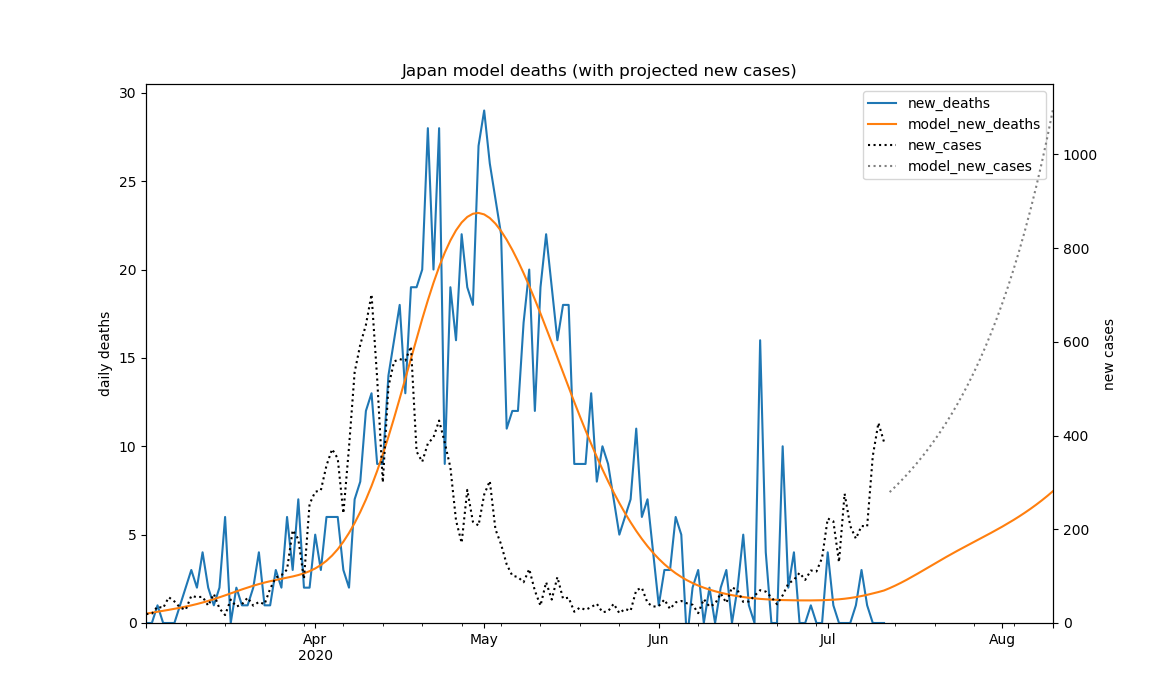 Japan model deaths (with projected new cases)
new_deaths
model_new_deaths
new_cases
model_new_cases
daily deaths
30
25
20
15
10
5
0
1000
800
600
400
200
0
new cases
Apr
2020
May
Jun
Jul
Aug